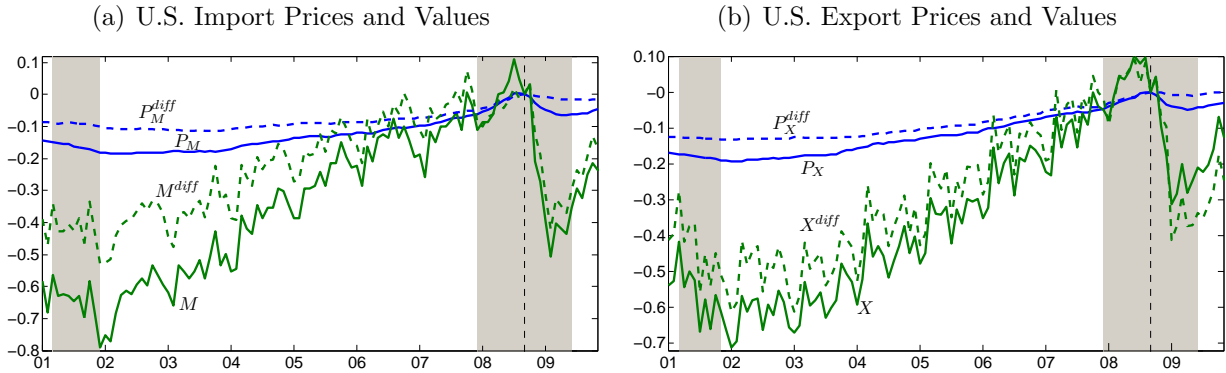 (a) U.S. Import Prices and Values
0.1
−0
−0.1
−0.2
−0.3
−0.4
−0.5
−0.6
−0.7
−0.8
01 02 03 04 05 06 07 08 09
P_M^{diff}
P_M
M^{diff}
M
(b) U.S. Export Prices and Values
0.10
−0
−0.1
−0.2
−0.3
−0.4
−0.5
−0.6
−0.7
01 02 03 04 05 06 07 08 09
P_X^{diff}
P_X
X^{diff}
X